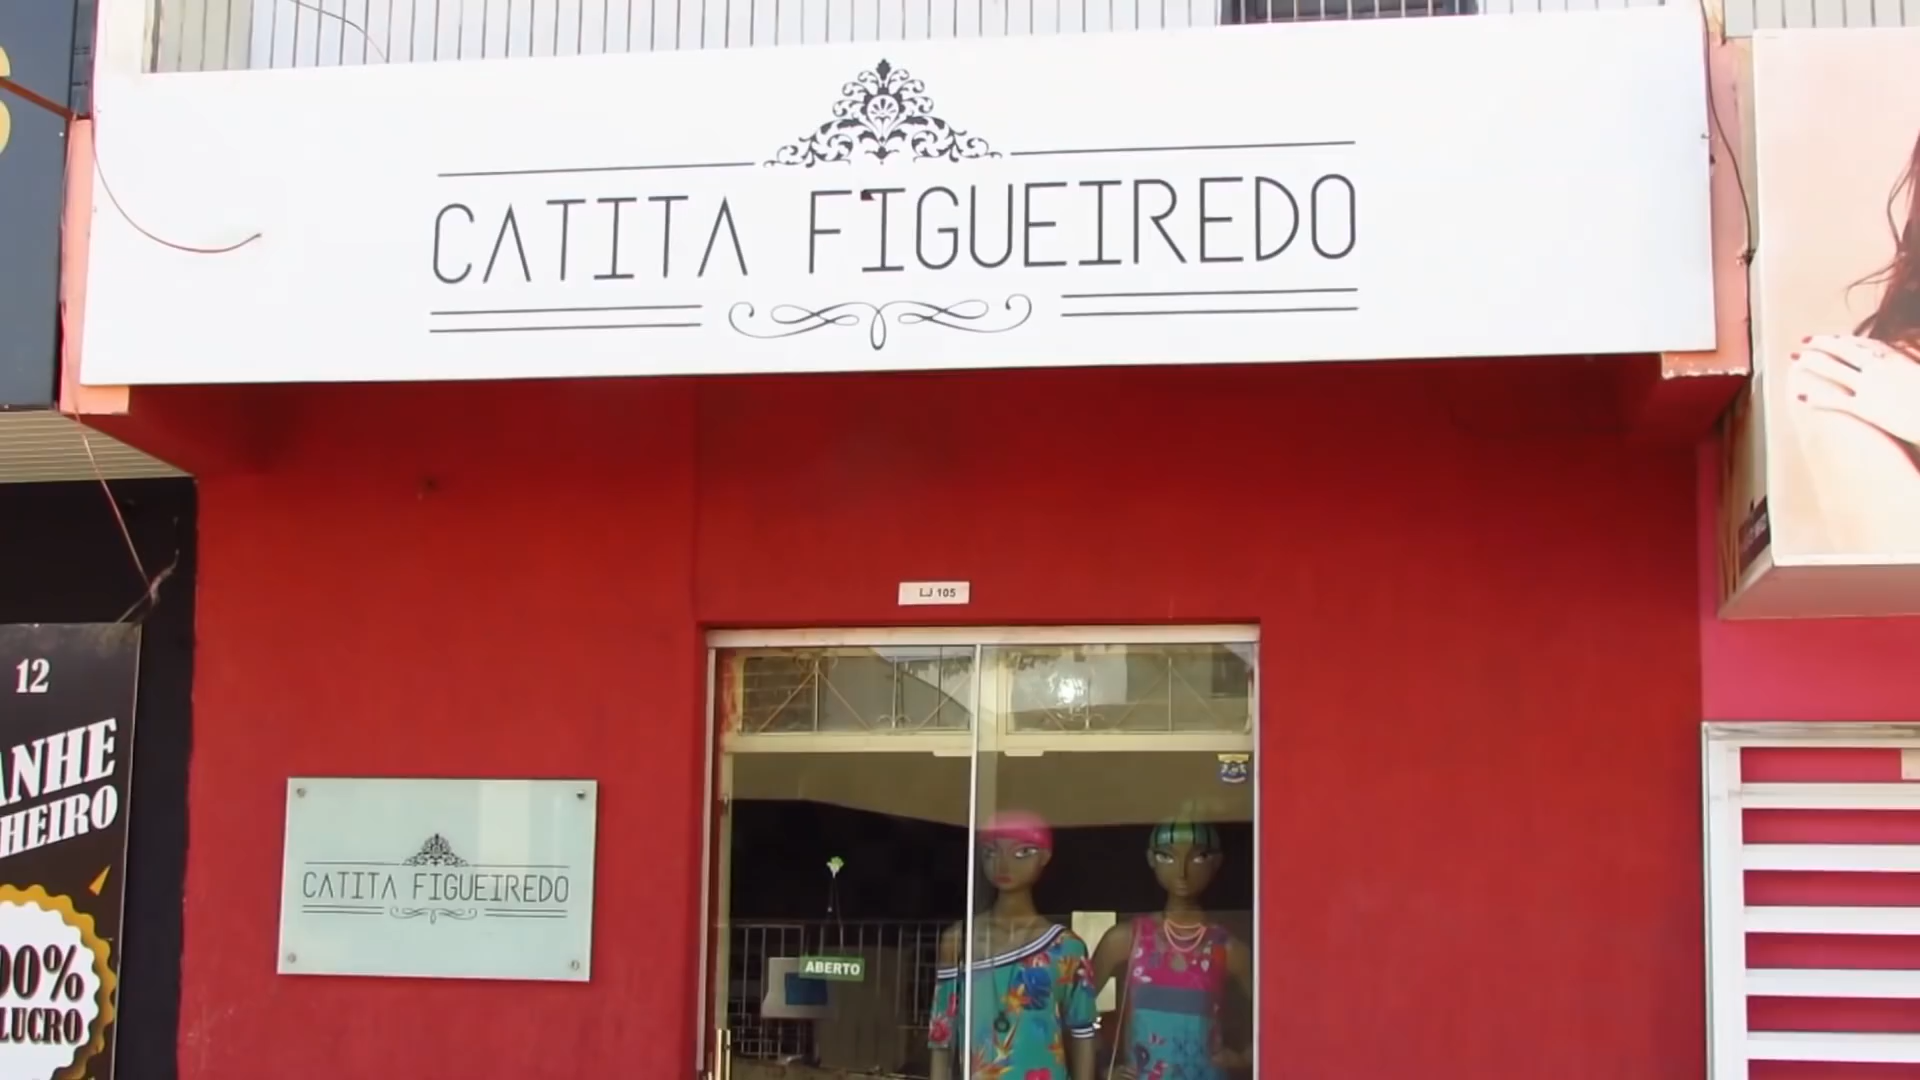 CATITA FIGUEIREDO
LJ 105
12
ANHE
HEIRO
00%
LUCRO
CATITA FIGUEIREDO
ABERTO